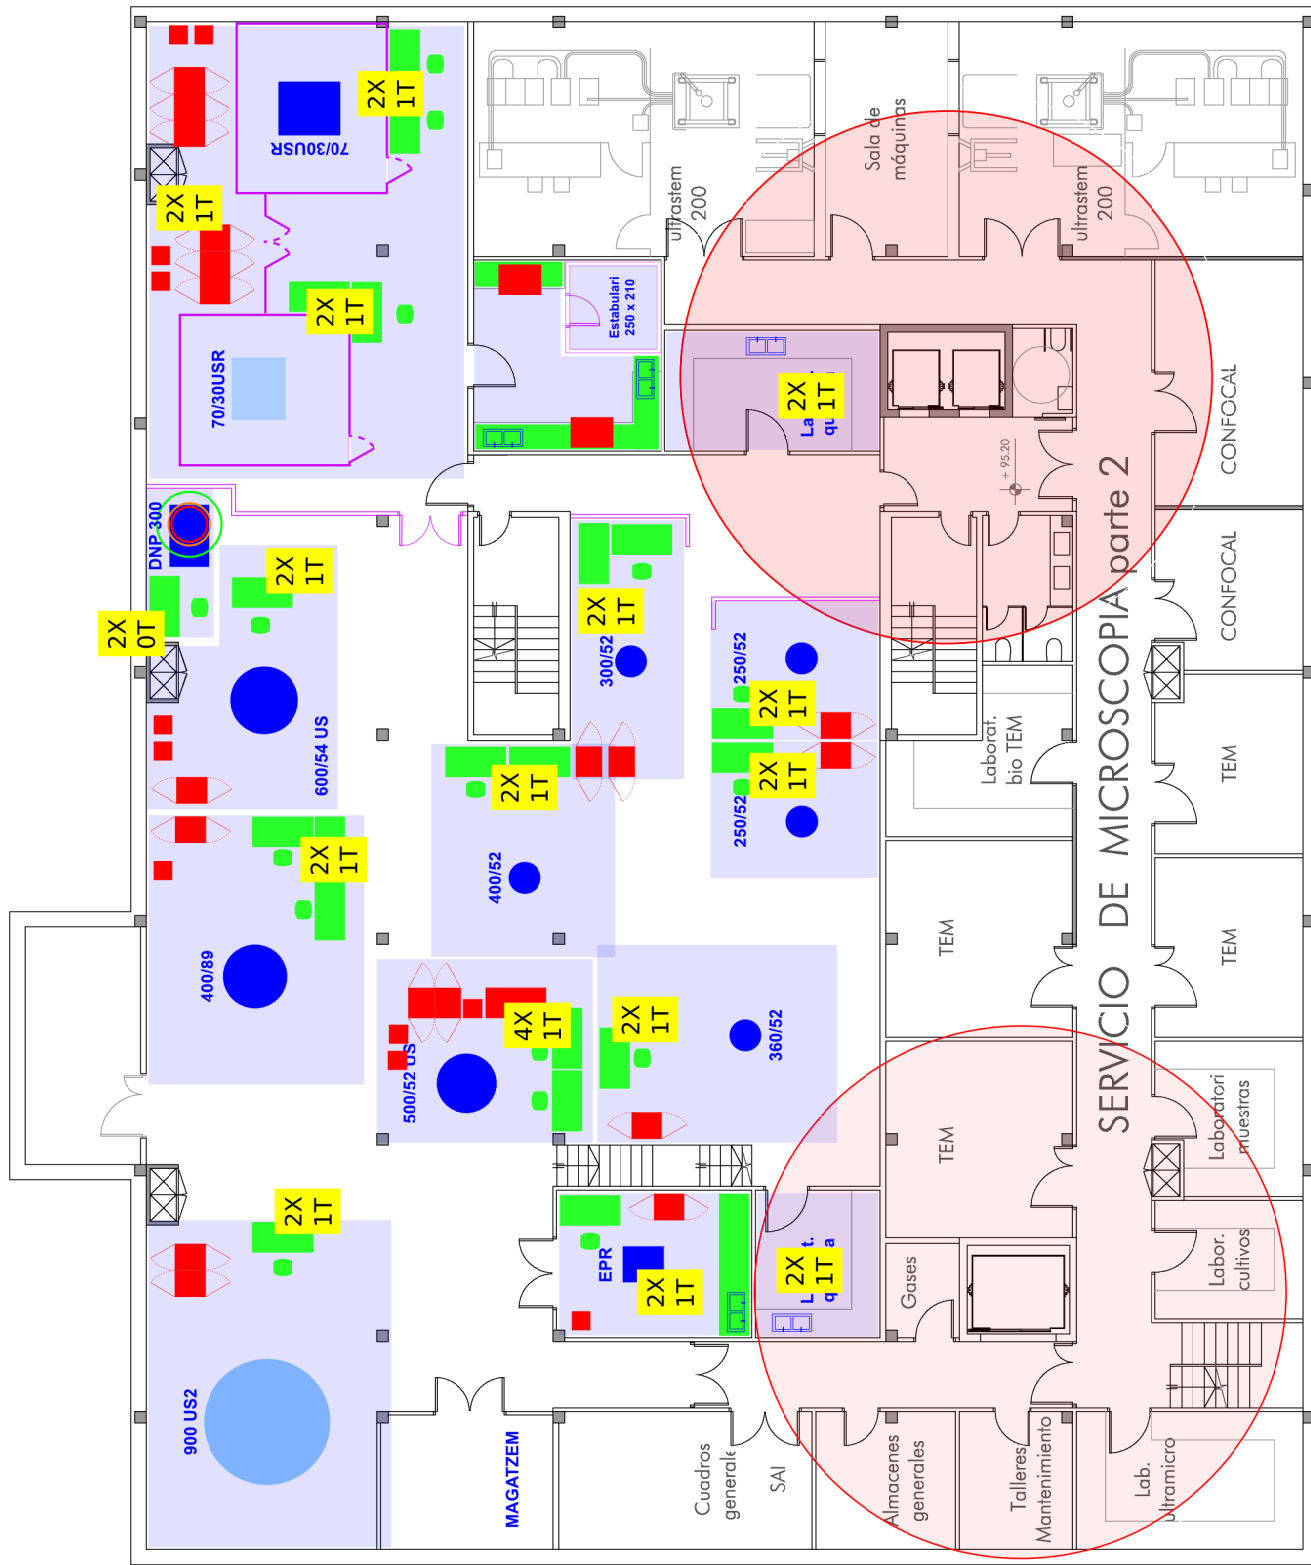 70/30USR
2X
1T
2X
1T
2X
1T
70/30USR
Sala de
máquinas
ultrastem
200
ultrastem
200
Estabulari
250 x 210
2X
1T
DNP 300
2X
0T
2X
1T
600/54 US
2X
1T
300/52
250/52
2X
1T
2X
1T
250/52
+ 95.20
CONFOCAL
CONFOCAL
SERVICIO DE MICROSCOPIA parte 2
Laborat.
bio TEM
TEM
2X
1T
400/52
2X
1T
400/89
TEM
TEM
4X
1T
500/52 US
2X
1T
360/52
TEM
Laboratori
muestras
2X
1T
EPR
2X
1T
2X
1T
Gases
Labor.
cultivos
900 US2
MAGATZEM
Cuadros
SAI
Almacenes
generales
Talleres
Mantenimiento
Lab.
ultramicro